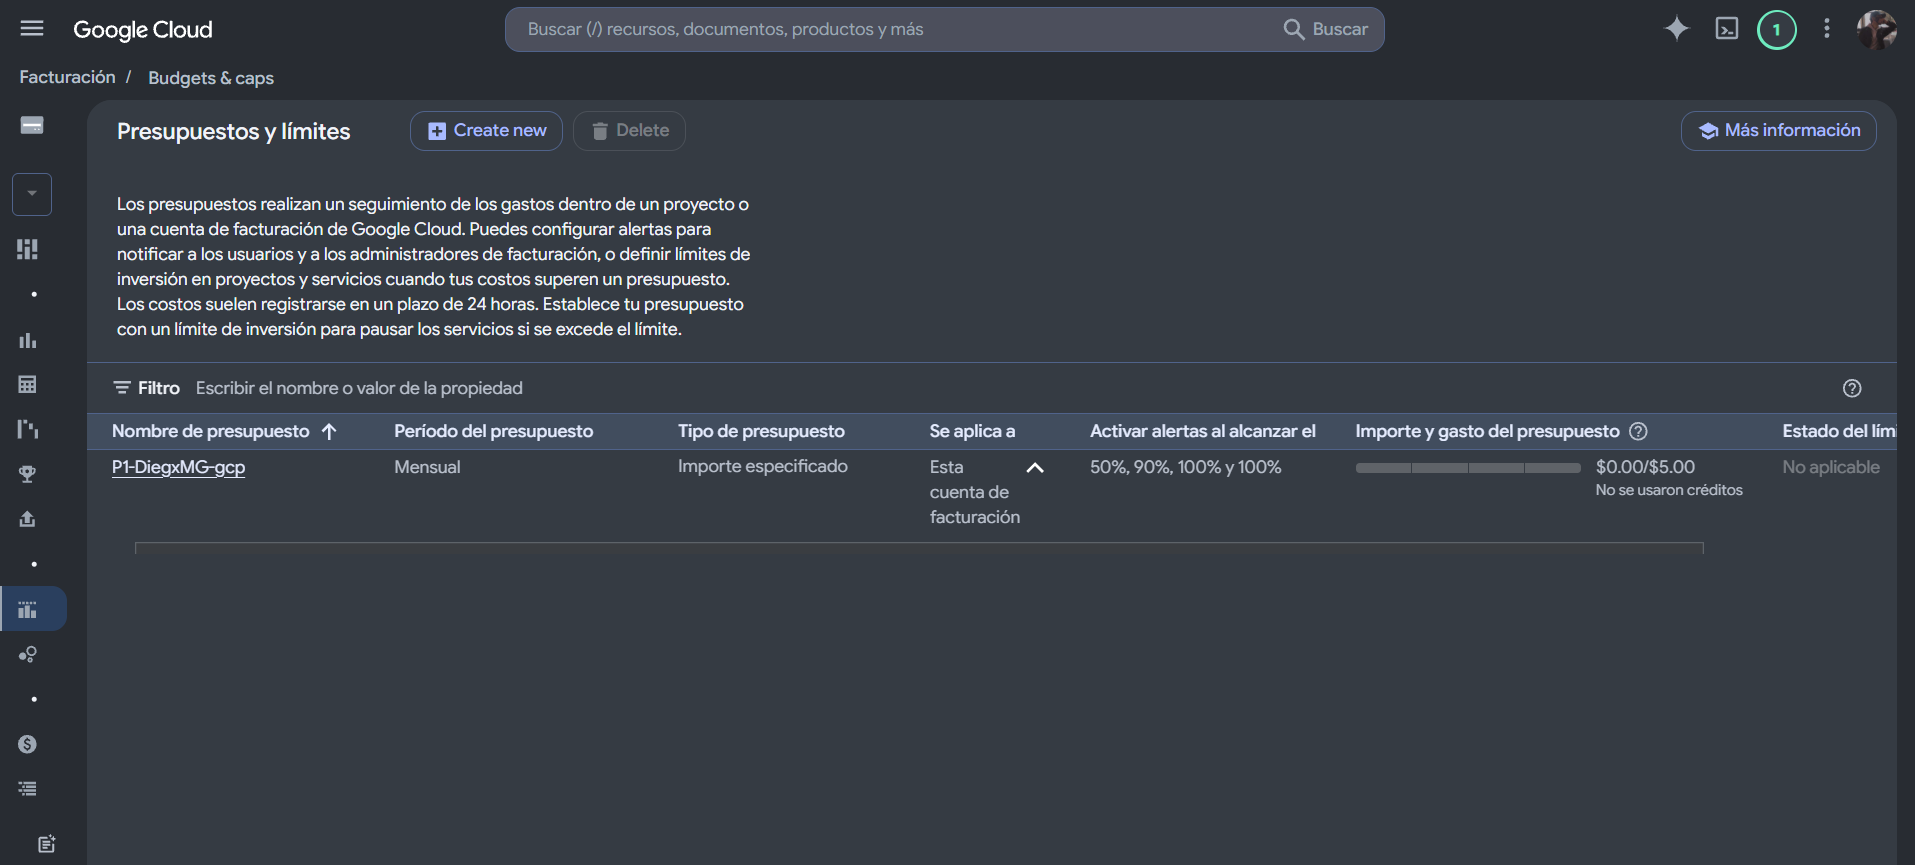 Google Cloud
Buscar (/) recursos, documentos, productos y más
Buscar
1
Facturación / Budgets & caps
Presupuestos y límites
Create new
Delete
Más información
Los presupuestos realizan un seguimiento de los gastos dentro de un proyecto o
una cuenta de facturación de Google Cloud. Puedes configurar alertas para
notificar a los usuarios y a los administradores de facturación, o definir límites de
inversión en proyectos y servicios cuando tus costos superen un presupuesto.
Los costos suelen registrarse en un plazo de 24 horas. Establece tu presupuesto
con un límite de inversión para pausar los servicios si se excede el límite.
Filtro Escribir el nombre o valor de la propiedad
Nombre de presupuesto Período del presupuesto Tipo de presupuesto Se aplica a Activar alertas al alcanzar el Importe y gasto del presupuesto Estado del lími
P1-DiegxMG-gcp Mensual Importe especificado Esta 50%, 90%, 100% y 100% $0.00/$5.00 No aplicable
cuenta de No se usaron créditos
facturación